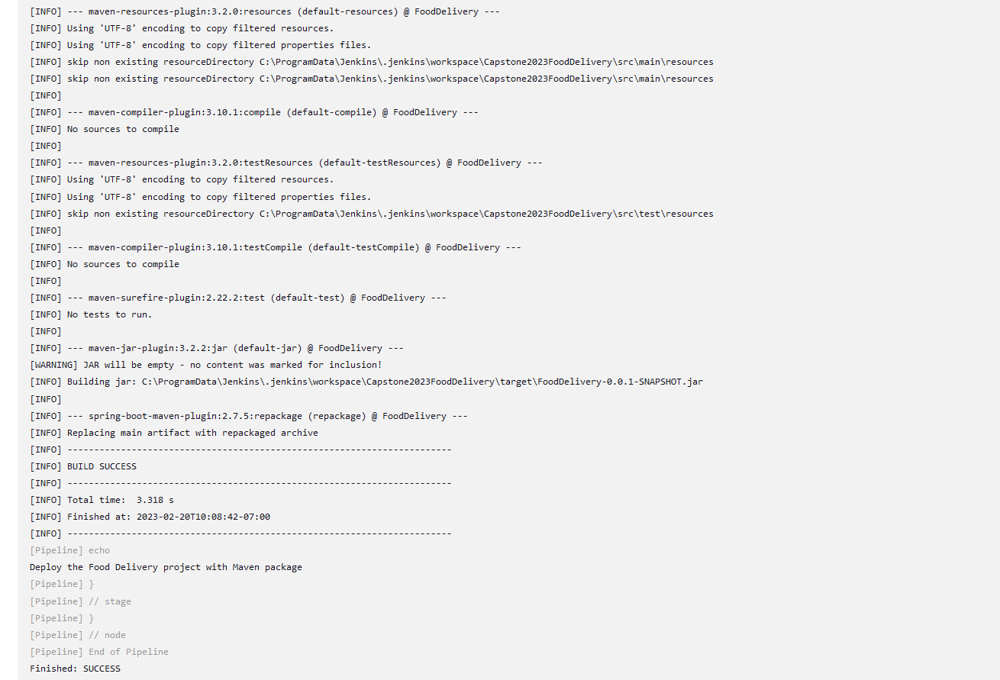 [INFO] --- maven-resources-plugin:3.2.0:resources (default-resources) @ FoodDelivery ---
[INFO] Using 'UTF-8' encoding to copy filtered resources.
[INFO] Using 'UTF-8' encoding to copy filtered properties files.
[INFO] skip non existing resourceDirectory C:\ProgramData\Jenkins\.jenkins\workspace\Capstone2023FoodDelivery\src\main\resources
[INFO] skip non existing resourceDirectory C:\ProgramData\Jenkins\.jenkins\workspace\Capstone2023FoodDelivery\src\main\resources
[INFO]
[INFO] --- maven-compiler-plugin:3.10.1:compile (default-compile) @ FoodDelivery ---
[INFO] No sources to compile
[INFO]
[INFO] --- maven-resources-plugin:3.2.0:testResources (default-testResources) @ FoodDelivery ---
[INFO] Using 'UTF-8' encoding to copy filtered resources.
[INFO] Using 'UTF-8' encoding to copy filtered properties files.
[INFO] skip non existing resourceDirectory C:\ProgramData\Jenkins\.jenkins\workspace\Capstone2023FoodDelivery\src\test\resources
[INFO]
[INFO] --- maven-compiler-plugin:3.10.1:testCompile (default-testCompile) @ FoodDelivery ---
[INFO] No sources to compile
[INFO]
[INFO] --- maven-surefire-plugin:2.22.2:test (default-test) @ FoodDelivery ---
[INFO] No tests to run.
[INFO]
[INFO] --- maven-jar-plugin:3.2.2:jar (default-jar) @ FoodDelivery ---
[WARNING] JAR will be empty - no content was marked for inclusion!
[INFO] Building jar: C:\ProgramData\Jenkins\.jenkins\workspace\Capstone2023FoodDelivery\target\FoodDelivery-0.0.1-SNAPSHOT.jar
[INFO]
[INFO] --- spring-boot-maven-plugin:2.7.5:repackage (repackage) @ FoodDelivery ---
[INFO] Replacing main artifact with repackaged archive
[INFO] ------------------------------------------------------------------------
[INFO] BUILD SUCCESS
[INFO] ------------------------------------------------------------------------
[INFO] Total time:  3.318 s
[INFO] Finished at: 2023-02-20T10:08:42-07:00
[INFO] ------------------------------------------------------------------------
[Pipeline] echo
Deploy the Food Delivery project with Maven package
[Pipeline] }
[Pipeline] // stage
[Pipeline] }
[Pipeline] // node
[Pipeline] End of Pipeline
Finished: SUCCESS